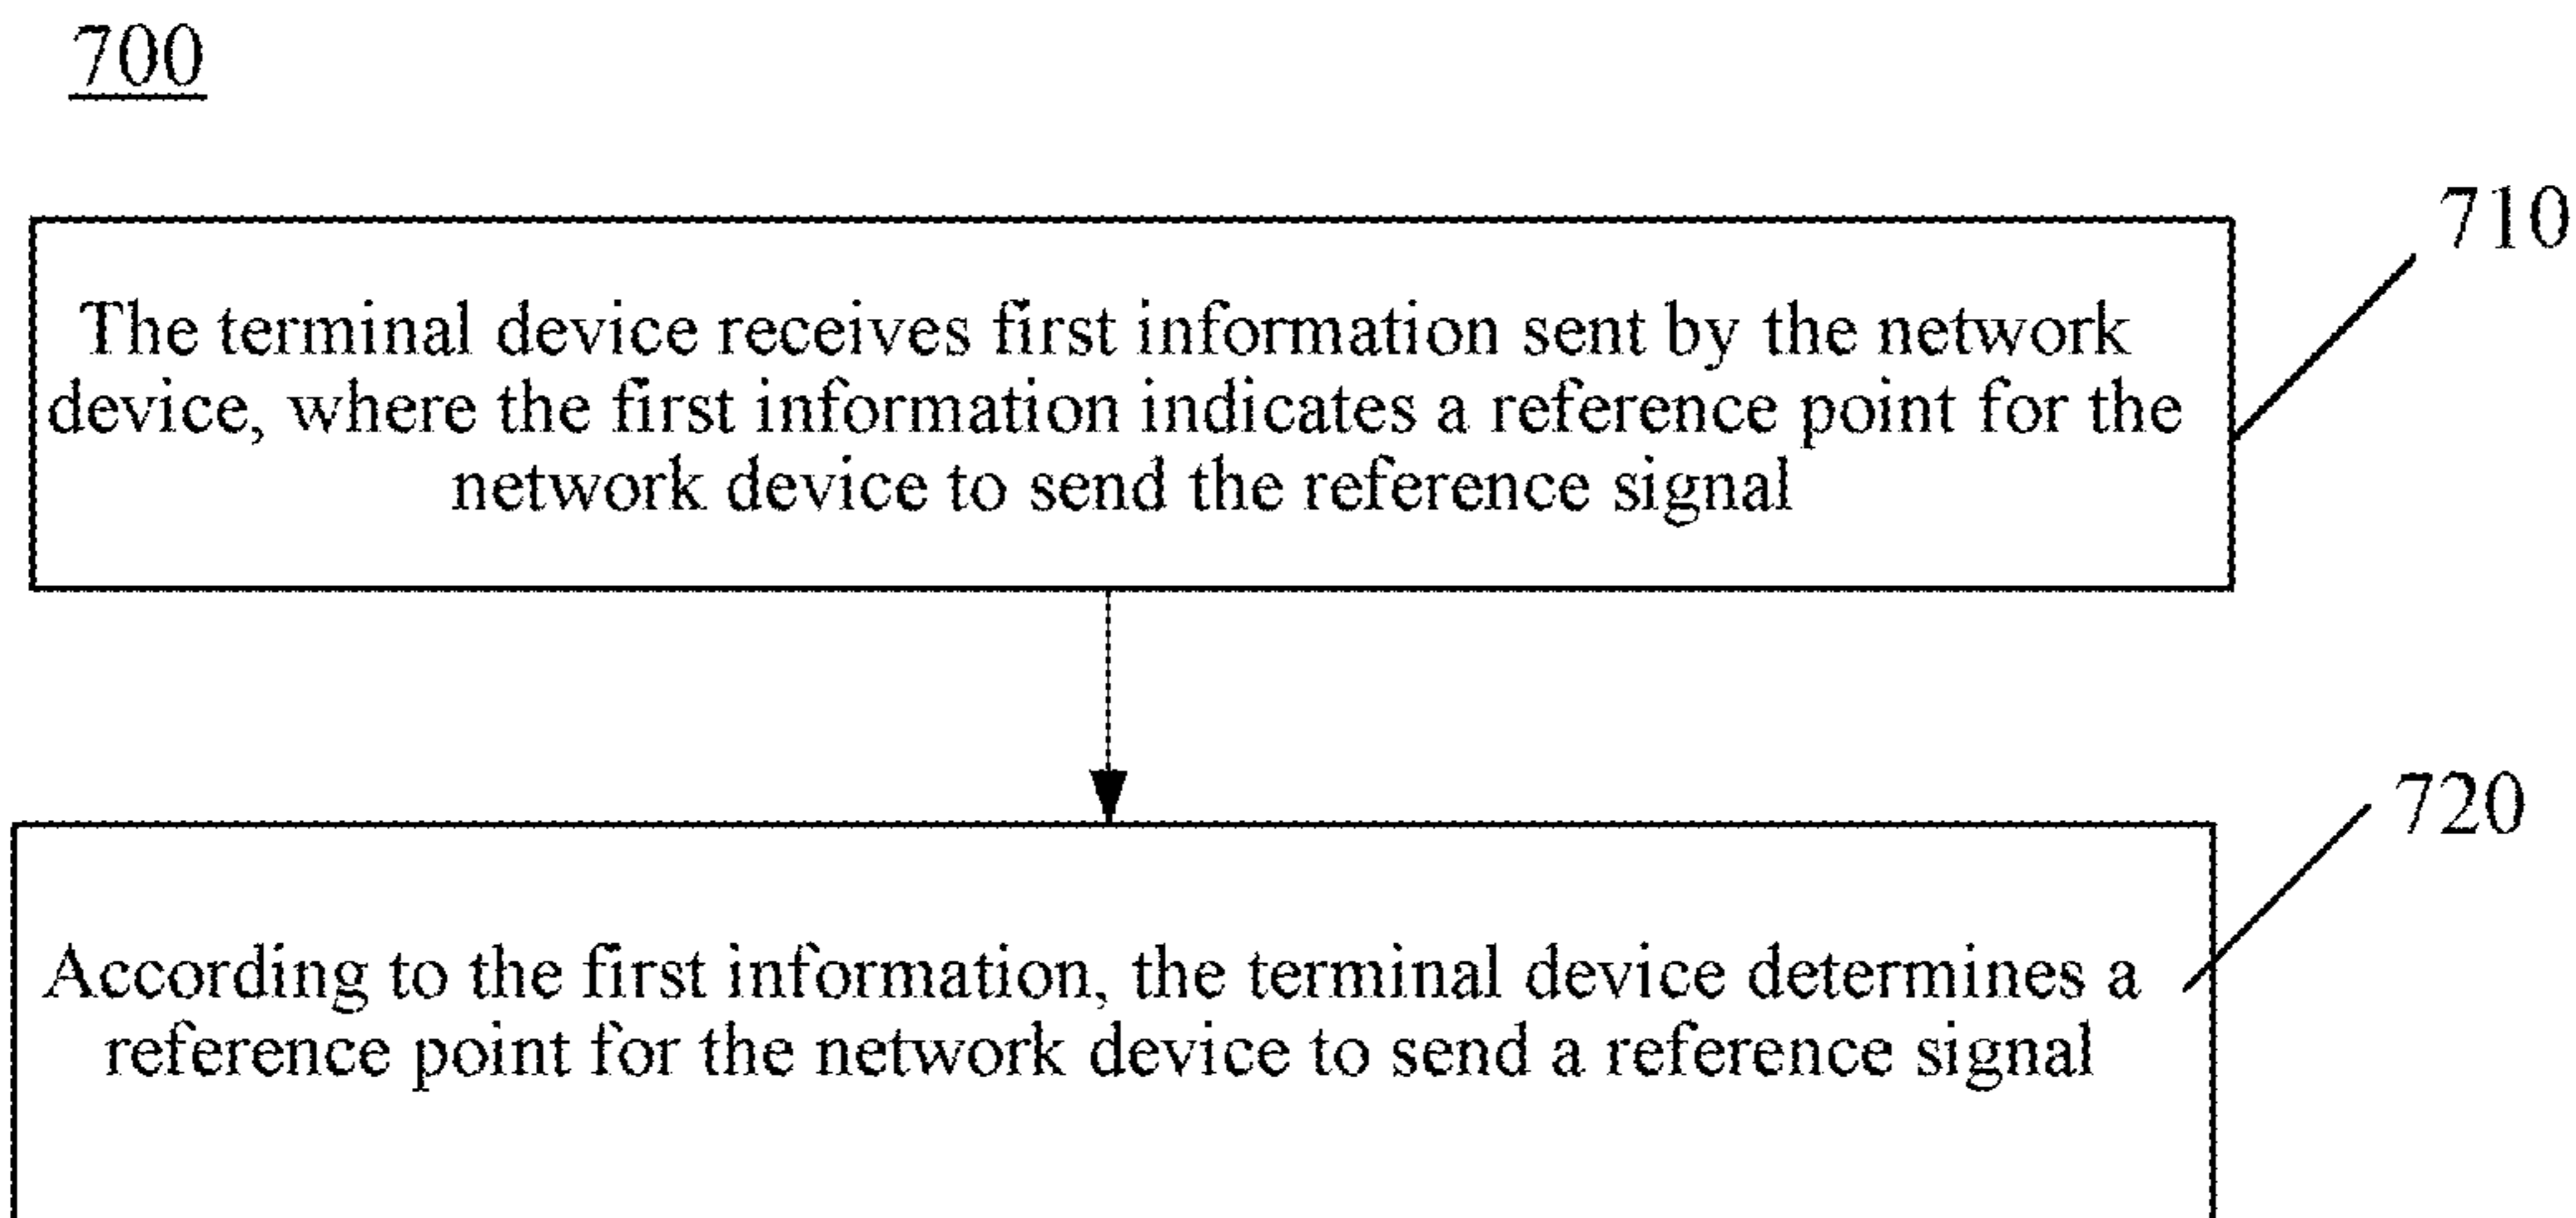 700
710
The terminal device receives first information sent by the network
device, where the first information indicates a reference point for the
network device to send the reference signal
720
According to the first information, the terminal device determines a
reference point for the network device to send a reference signal